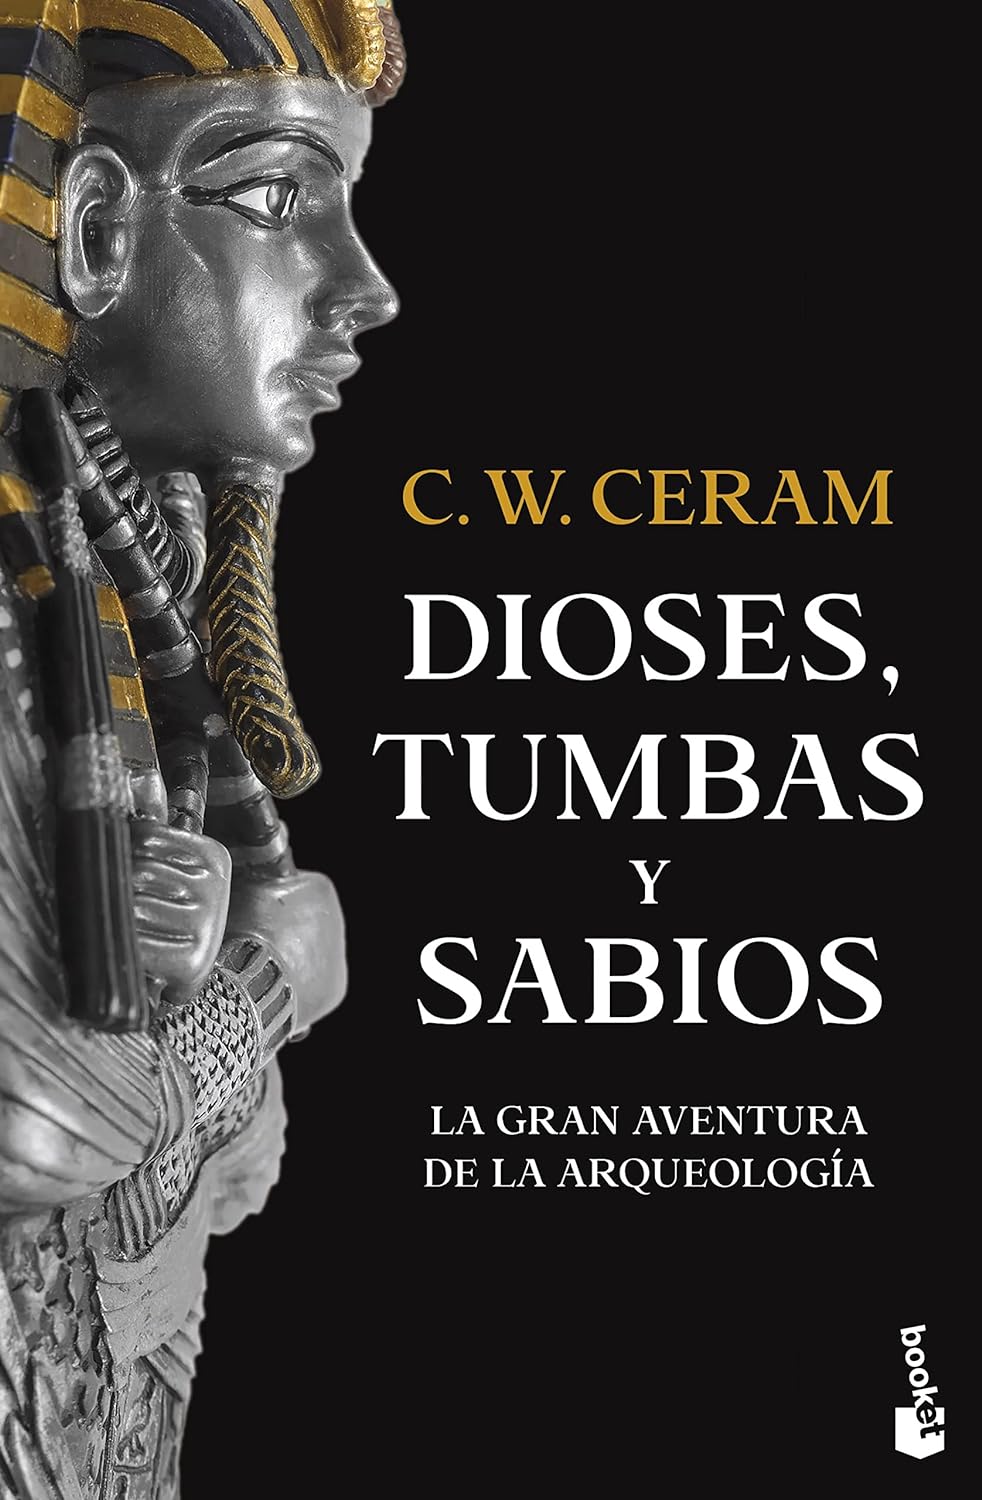 C. W. CERAM
DIOSES,
TUMBAS
Y
SABIOS
LA GRAN AVENTURA
DE LA ARQUEOLOGÍA
booket